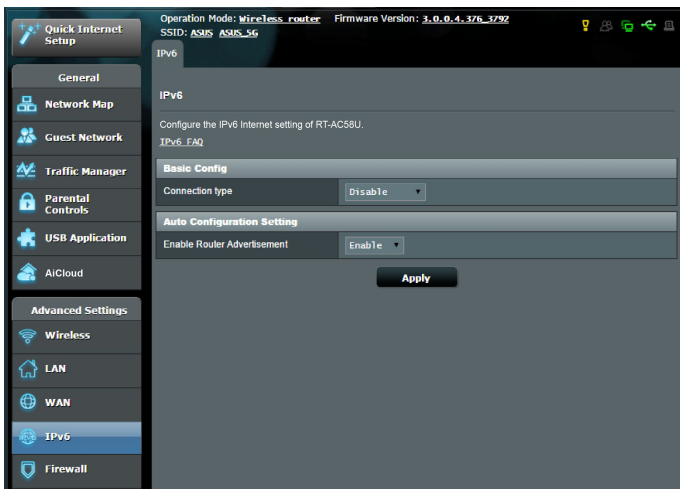 Quick Internet
Setup
Operation Mode: Wireless router Firmware Version: 3.0.0.4.376_3792
SSID: ASUS ASUS_5G
IPv6
General
Network Map
Guest Network
Traffic Manager
Parental
Controls
USB Application
AiCloud
Advanced Settings
Wireless
LAN
WAN
IPv6
Firewall
IPv6
Configure the IPv6 Internet setting of RT-AC58U.
IPv6 FAQ
Basic Config
Connection type Disable
Auto Configuration Setting
Enable Router Advertisement Enable
Apply